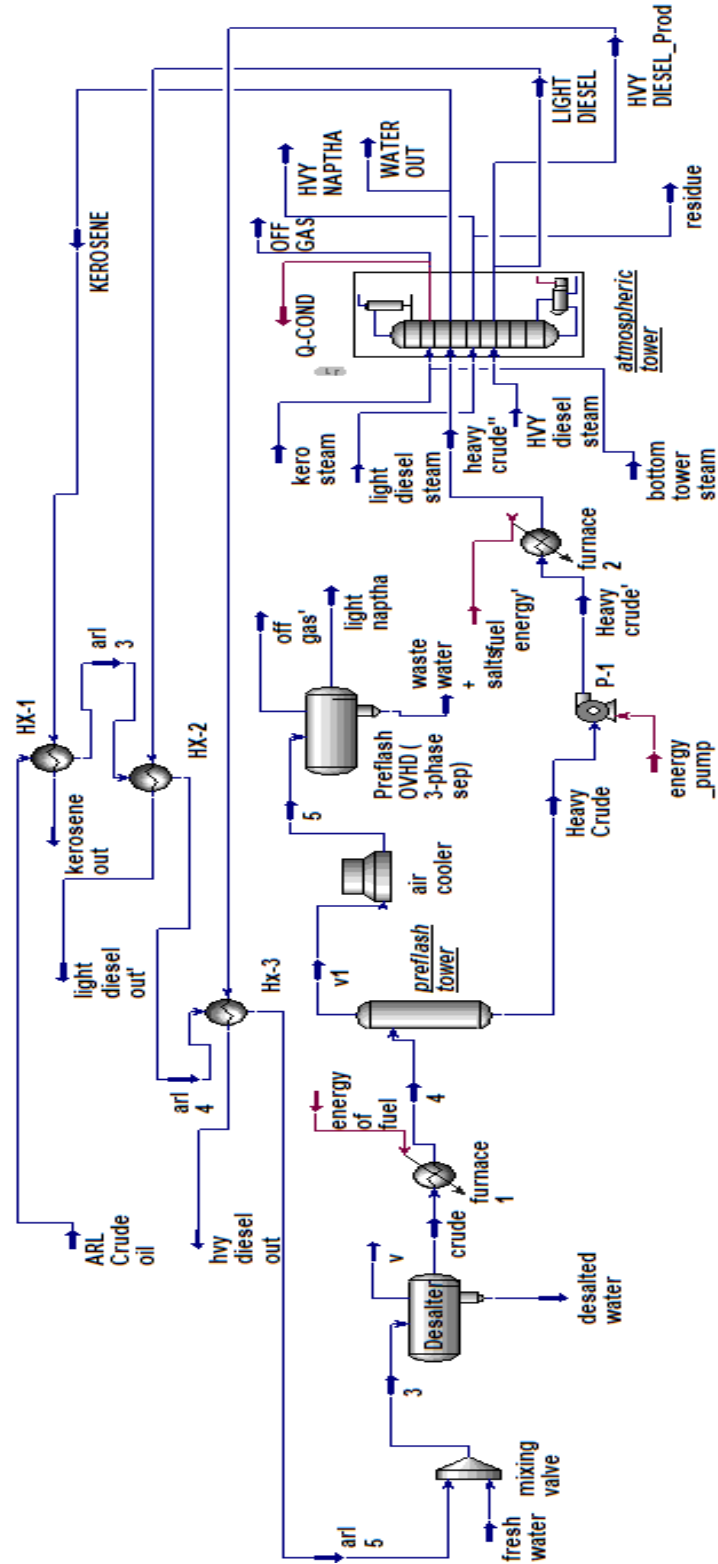 KEROSENE
HX-1
arl
3
HX-2
kerosene
out
light
diesel
out'
Hx-3
arl
4
ARL
Crude
oil
hvy
diesel
out
arl
5
fresh
water
mixing
valve
3
Desalter
v
desalted
water
crude
furnace
1
energy
of
fuel
4
preflash
tower
v1
air
cooler
5
Preflash
OVHD (
3-phase
sep)
off
gas'
light
naptha
waste
water
+
salts
fuel
energy'
Heavy
Crude
P-1
energy
_pump
Heavy
crude'
furnace
2
heavy
crude"
kero
steam
light
diesel
steam
HVY
diesel
steam
bottom
tower
steam
atmospheric
tower
Q-COND
OFF
GAS
HVY
NAPTHA
WATER
OUT
LIGHT
DIESEL
HVY
DIESEL_Prod
residue